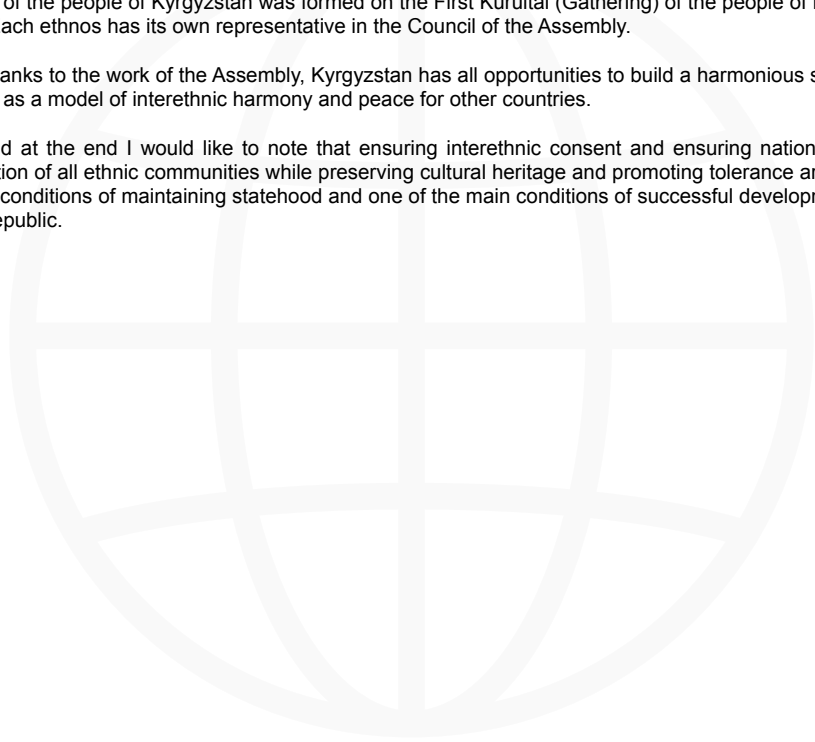 of the people of Kyrgyzstan was formed on the First Kurultai (Gathering) of the people of
ach ethnos has its own representative in the Council of the Assembly.
anks to the work of the Assembly, Kyrgyzstan has all opportunities to build a harmonious s
as a model of interethnic harmony and peace for other countries.
d at the end I would like to note that ensuring interethnic consent and ensuring nation
tion of all ethnic communities while preserving cultural heritage and promoting tolerance a
conditions of maintaining statehood and one of the main conditions of successful develop
epublic.